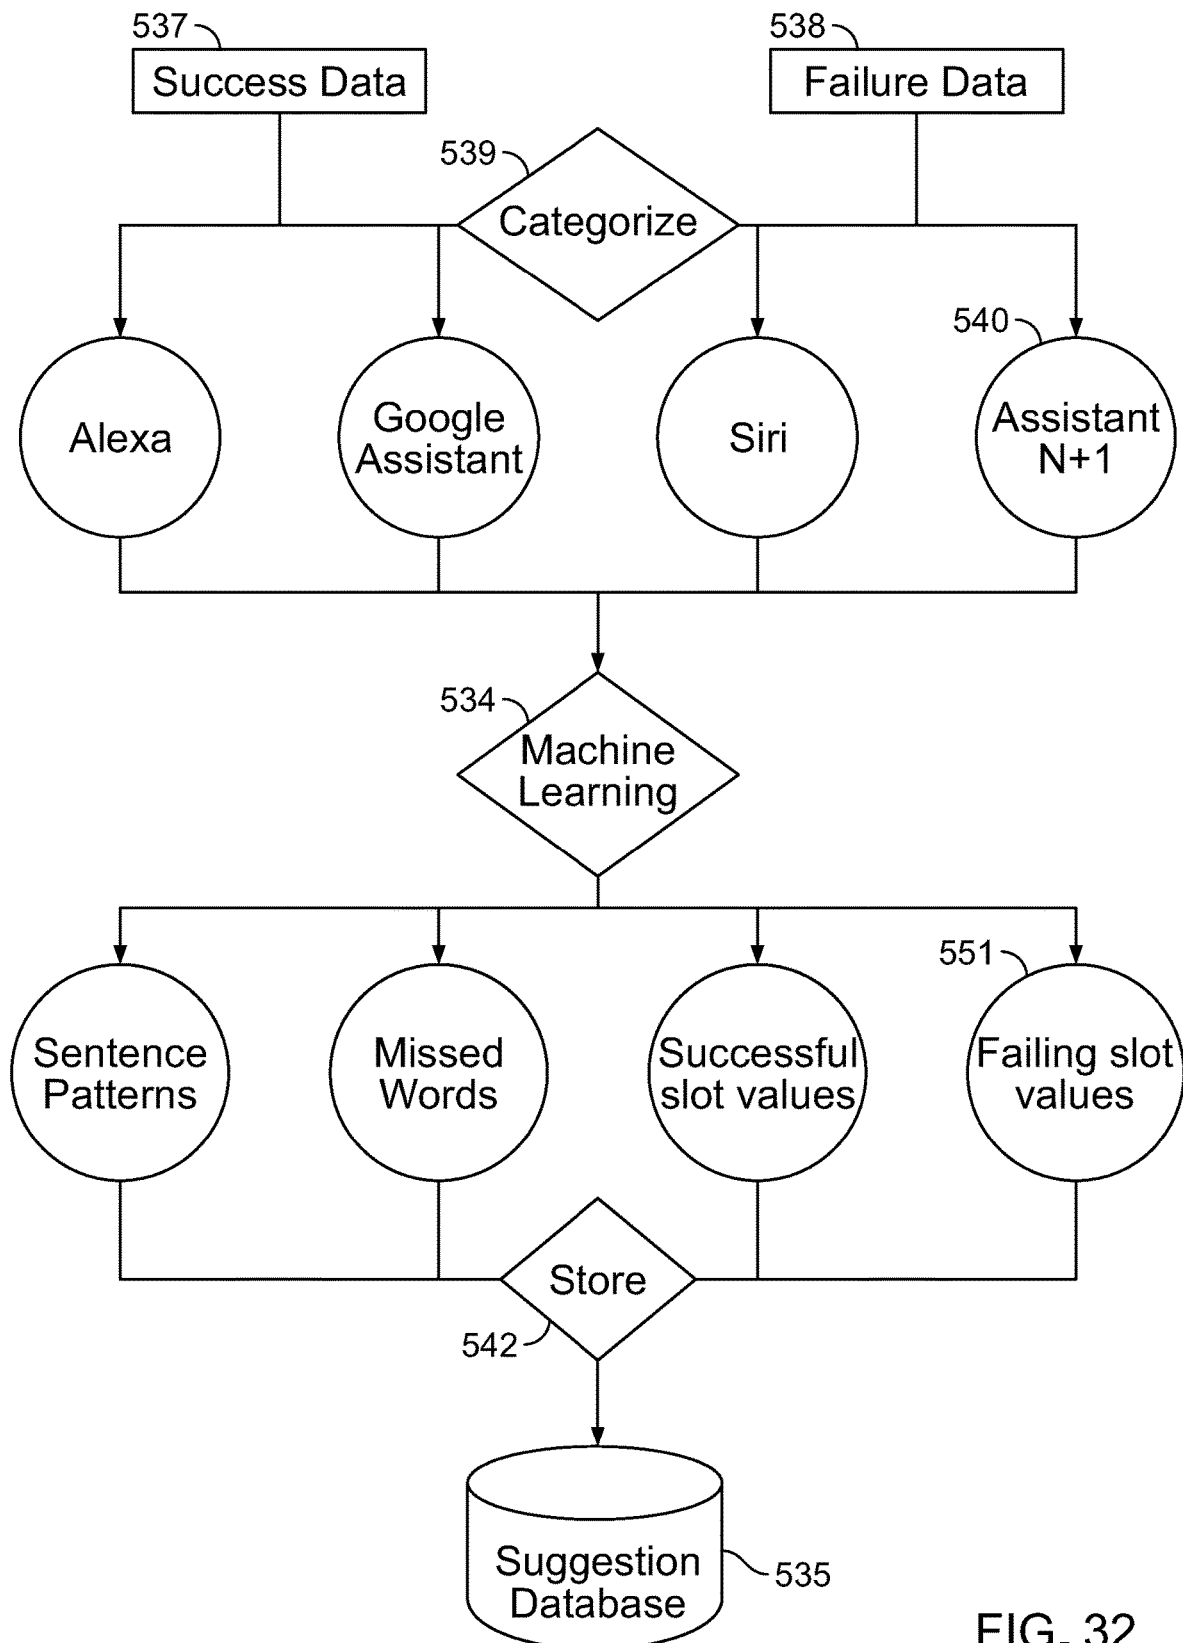 537
538
Success Data
Failure Data
539
Categorize
540
Alexa
Google
Assistant
Siri
Assistant
N+1
534
Machine
Learning
551
Sentence
Patterns
Missed
Words
Successful
slot values
Failing slot
values
Store
542
Suggestion
Database
535
FIG. 32